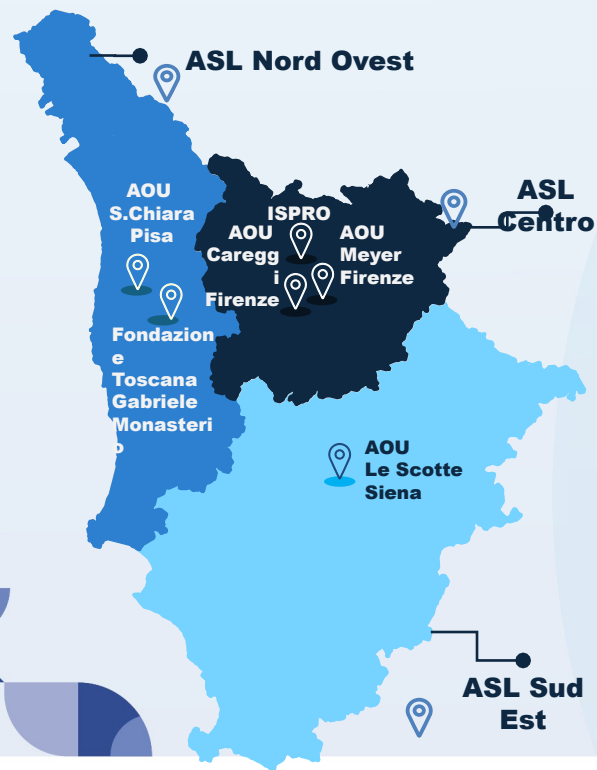 ASL Nord Ovest
AOU
S.Chiara
Pisa
Fondazion
e
Toscana
Gabriele
Monasteri
o
ISPRO
AOU
Caregg
i
Firenze
AOU
Meyer
Firenze
ASL
Centro
AOU
Le Scotte
Siena
ASL Sud
Est